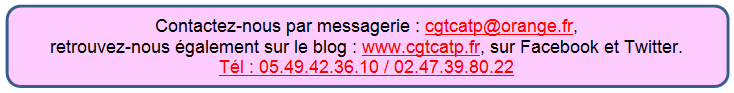 Contactez-nous par messagerie : cgtcatp@orange.fr,
retrouvez-nous également sur le blog : www.cgtcatp.fr, sur Facebook et Twitter.
Tél : 05.49.42.36.10 / 02.47.39.80.22